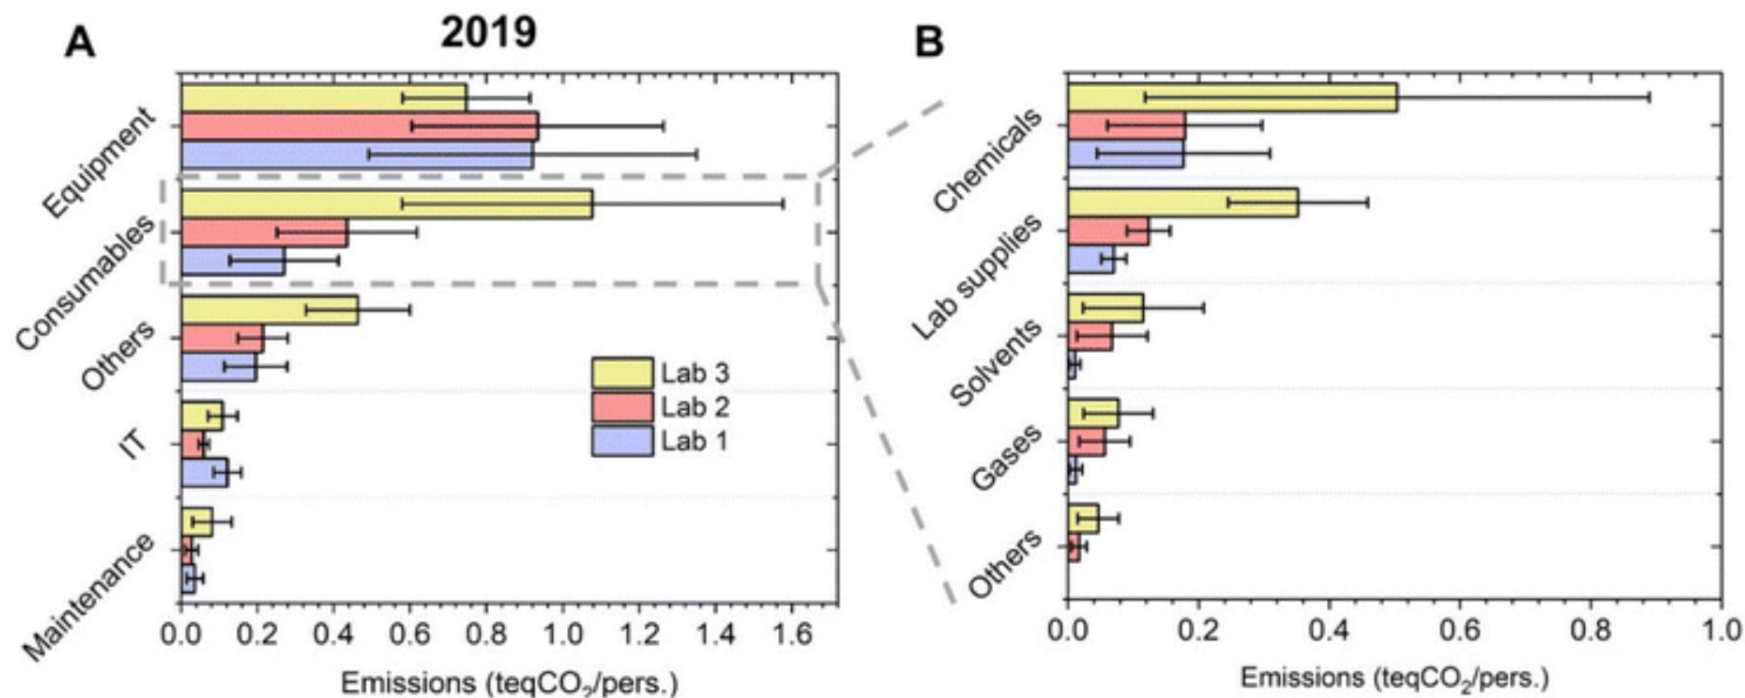 A
2019
B
Equipment
Consumables
Others
IT
Maintenance
Lab 3
Lab 2
Lab 1
0.0 0.2 0.4 0.6 0.8 1.0 1.2 1.4 1.6
Emissions (teqCO₂/pers.)
Chemicals
Lab supplies
Solvents
Gases
Others
0.0 0.2 0.4 0.6 0.8 1.0
Emissions (teqCO₂/pers.)